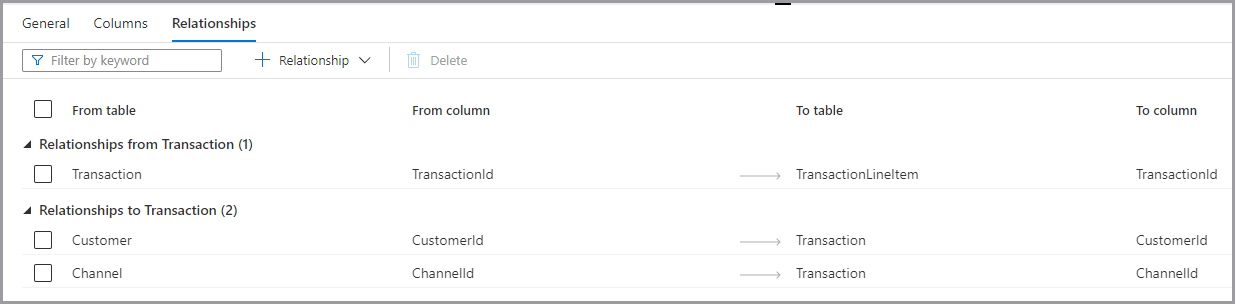 General Columns Relationships
Filter by keyword + Relationship Delete
From table From column To table To column
Relationships from Transaction (1)
Transaction TransactionId TransactionLineItem TransactionId
Relationships to Transaction (2)
Customer CustomerId Transaction CustomerId
Channel ChannelId Transaction ChannelId